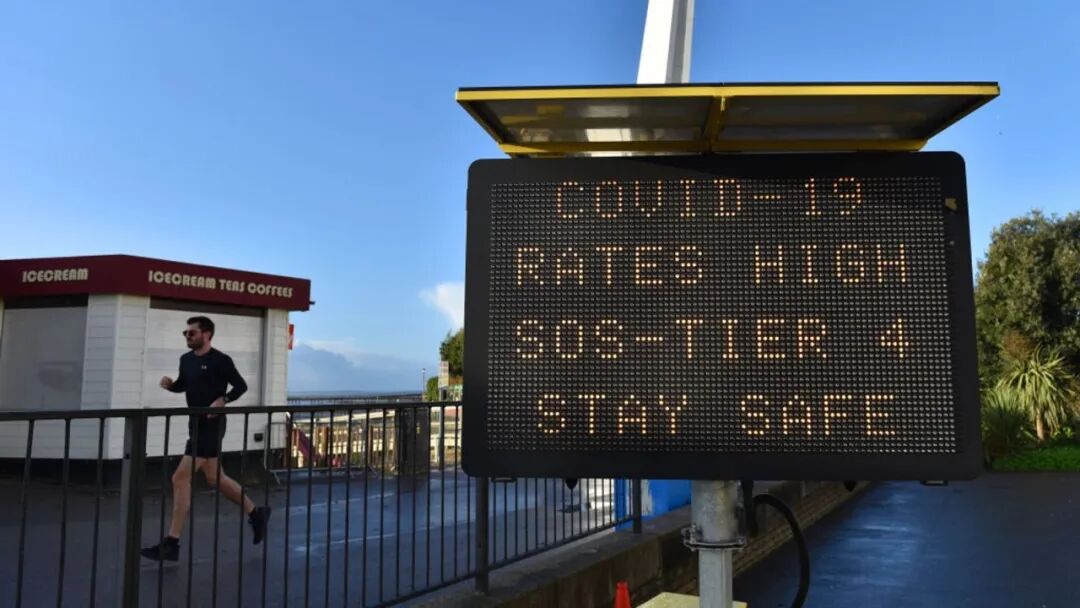 ICECREAM
ICECREAM TEAS COFFEES
COVID-19
RATES HIGH
SOS-TIER 4
STAY SAFE